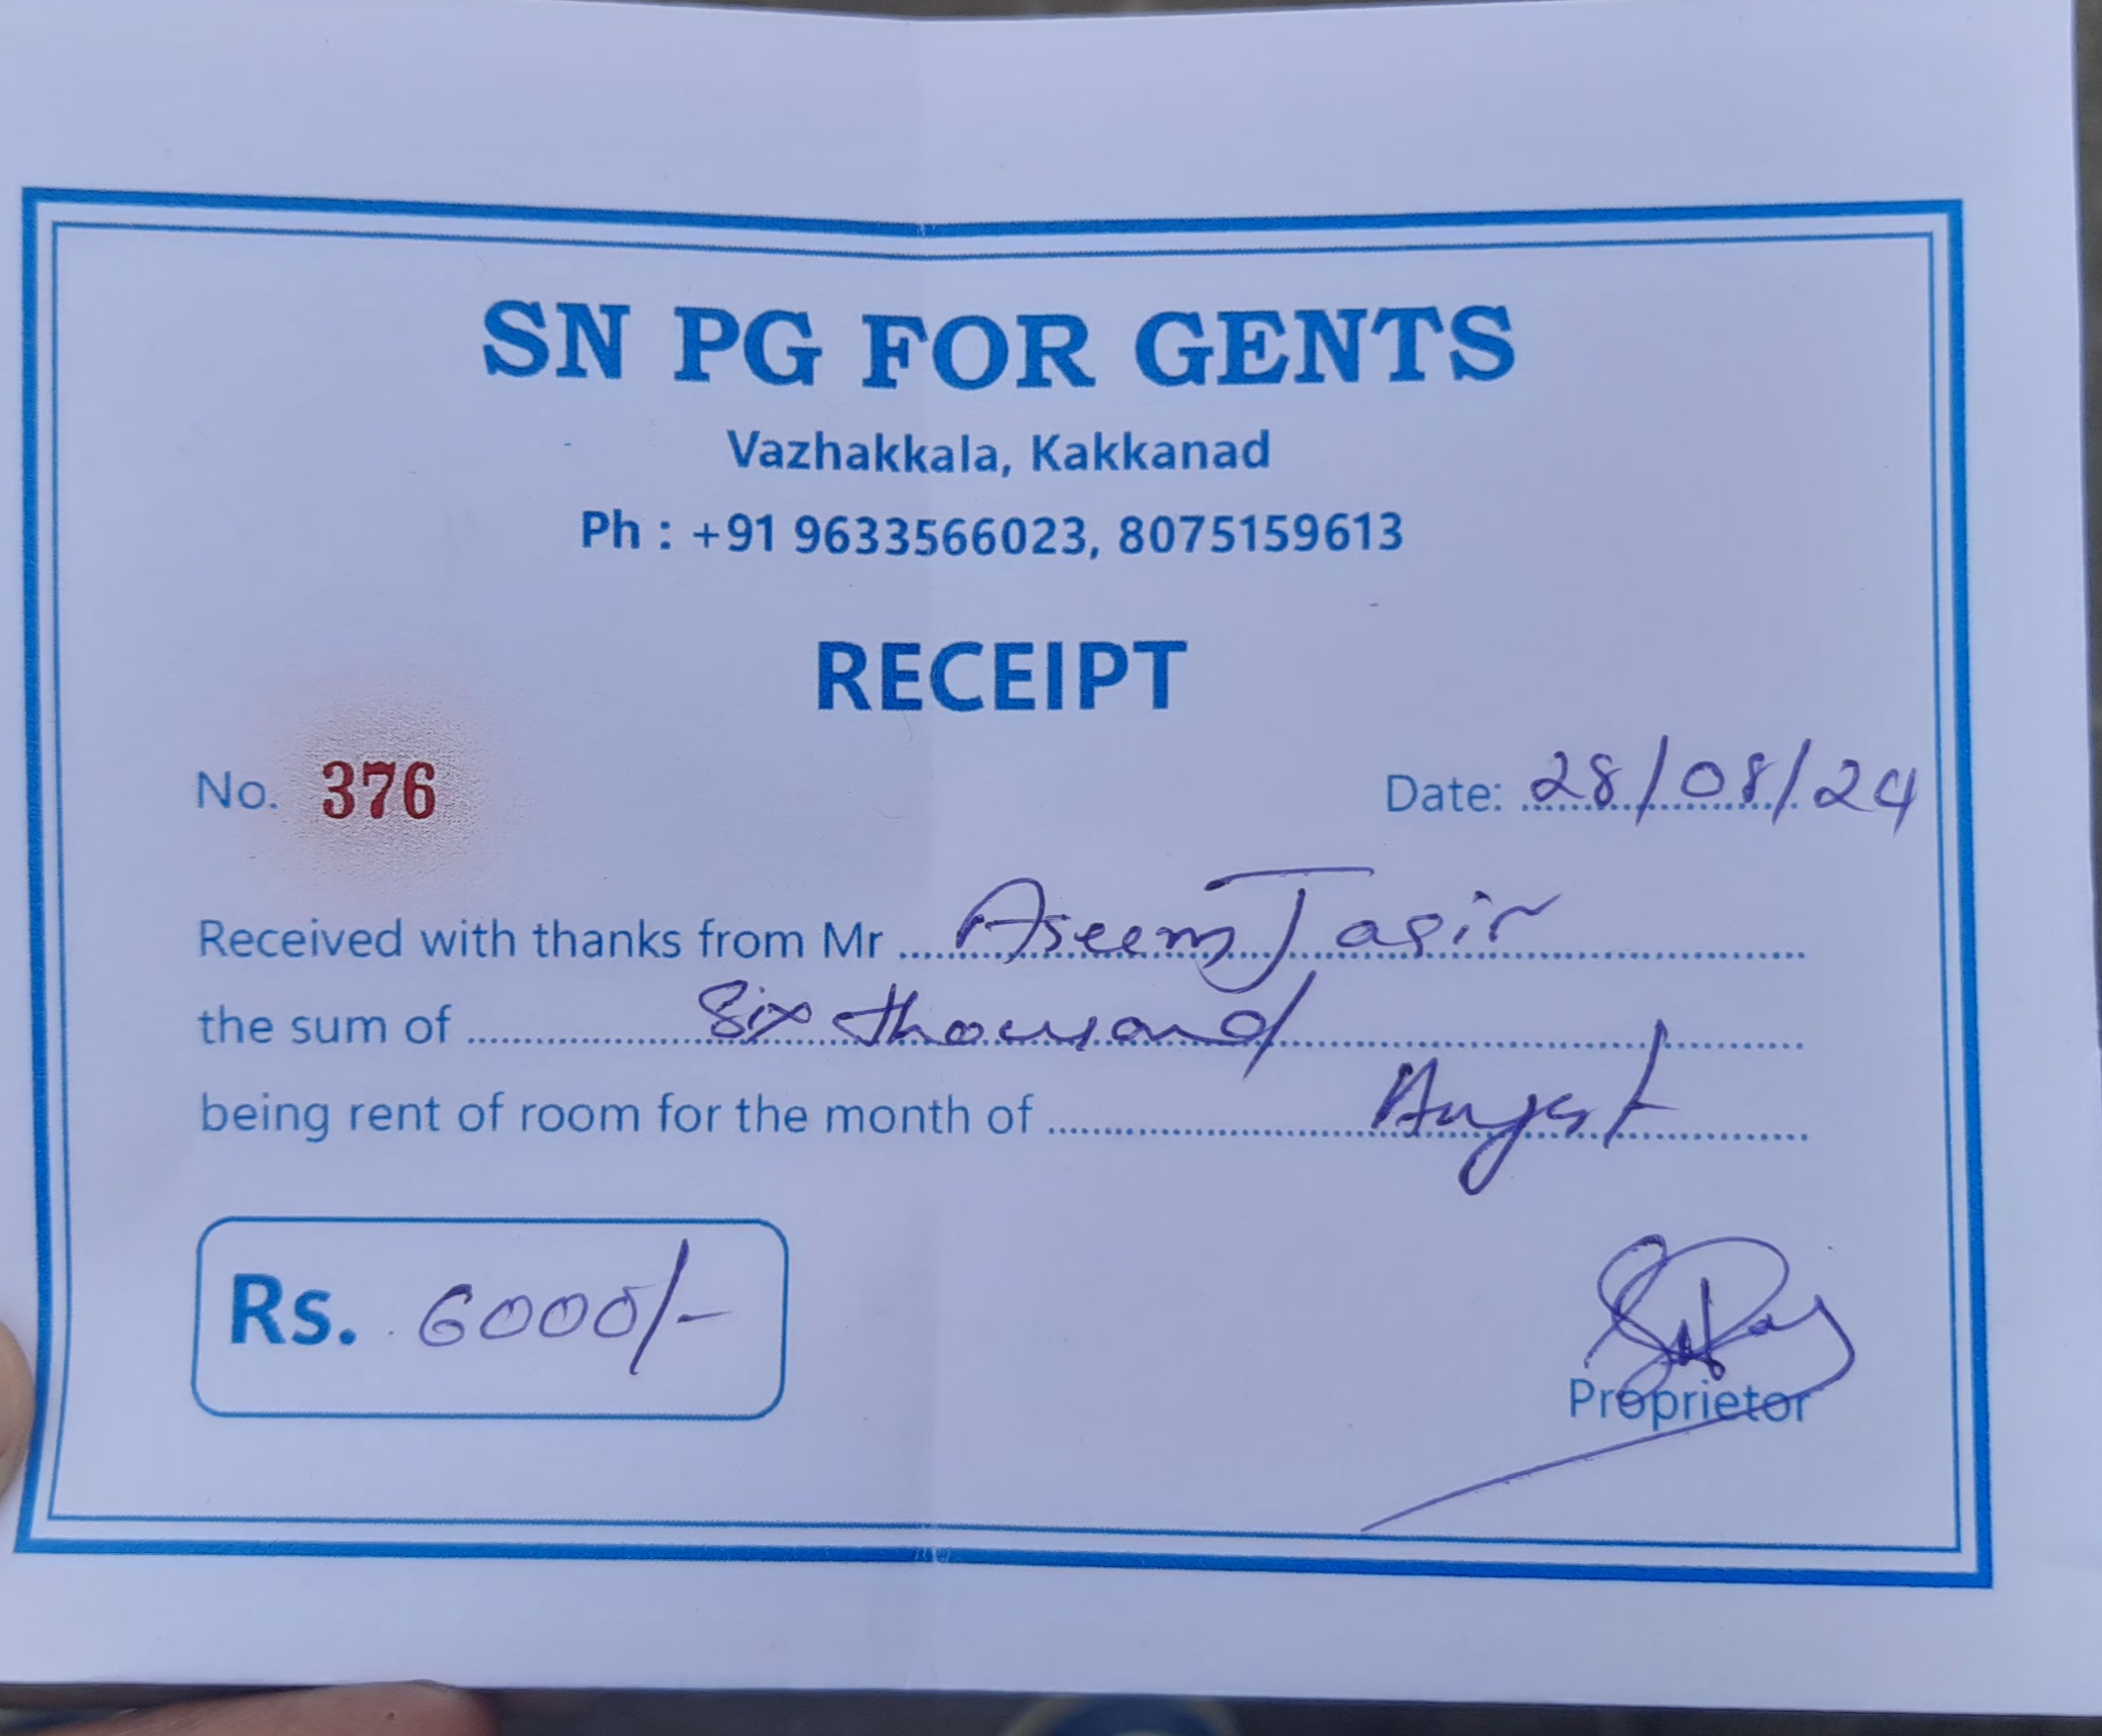 SN PG FOR GENTS
Vazhakkala, Kakkanad
Ph : +91 9633566023, 8075159613
RECEIPT
No. 376 Date: 28/08/24
Received with thanks from Mr Aseem Jasir
the sum of Six thousand
being rent of room for the month of August
Rs. 6000/-
Proprietor